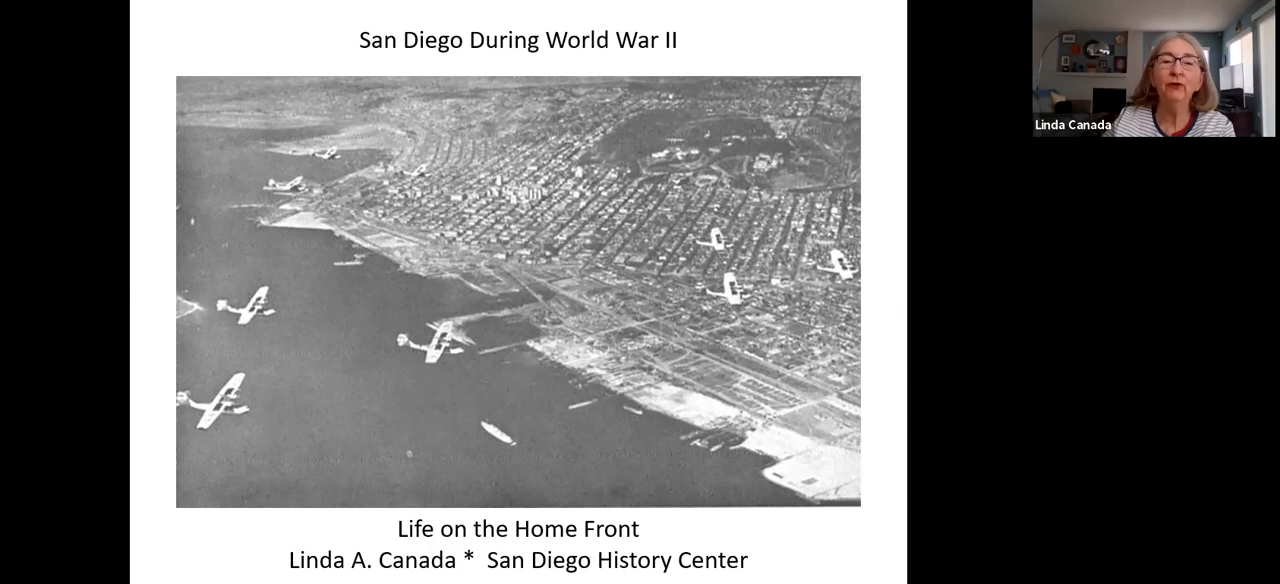 San Diego During World War II
Linda Canada
Life on the Home Front
Linda A. Canada * San Diego History Center